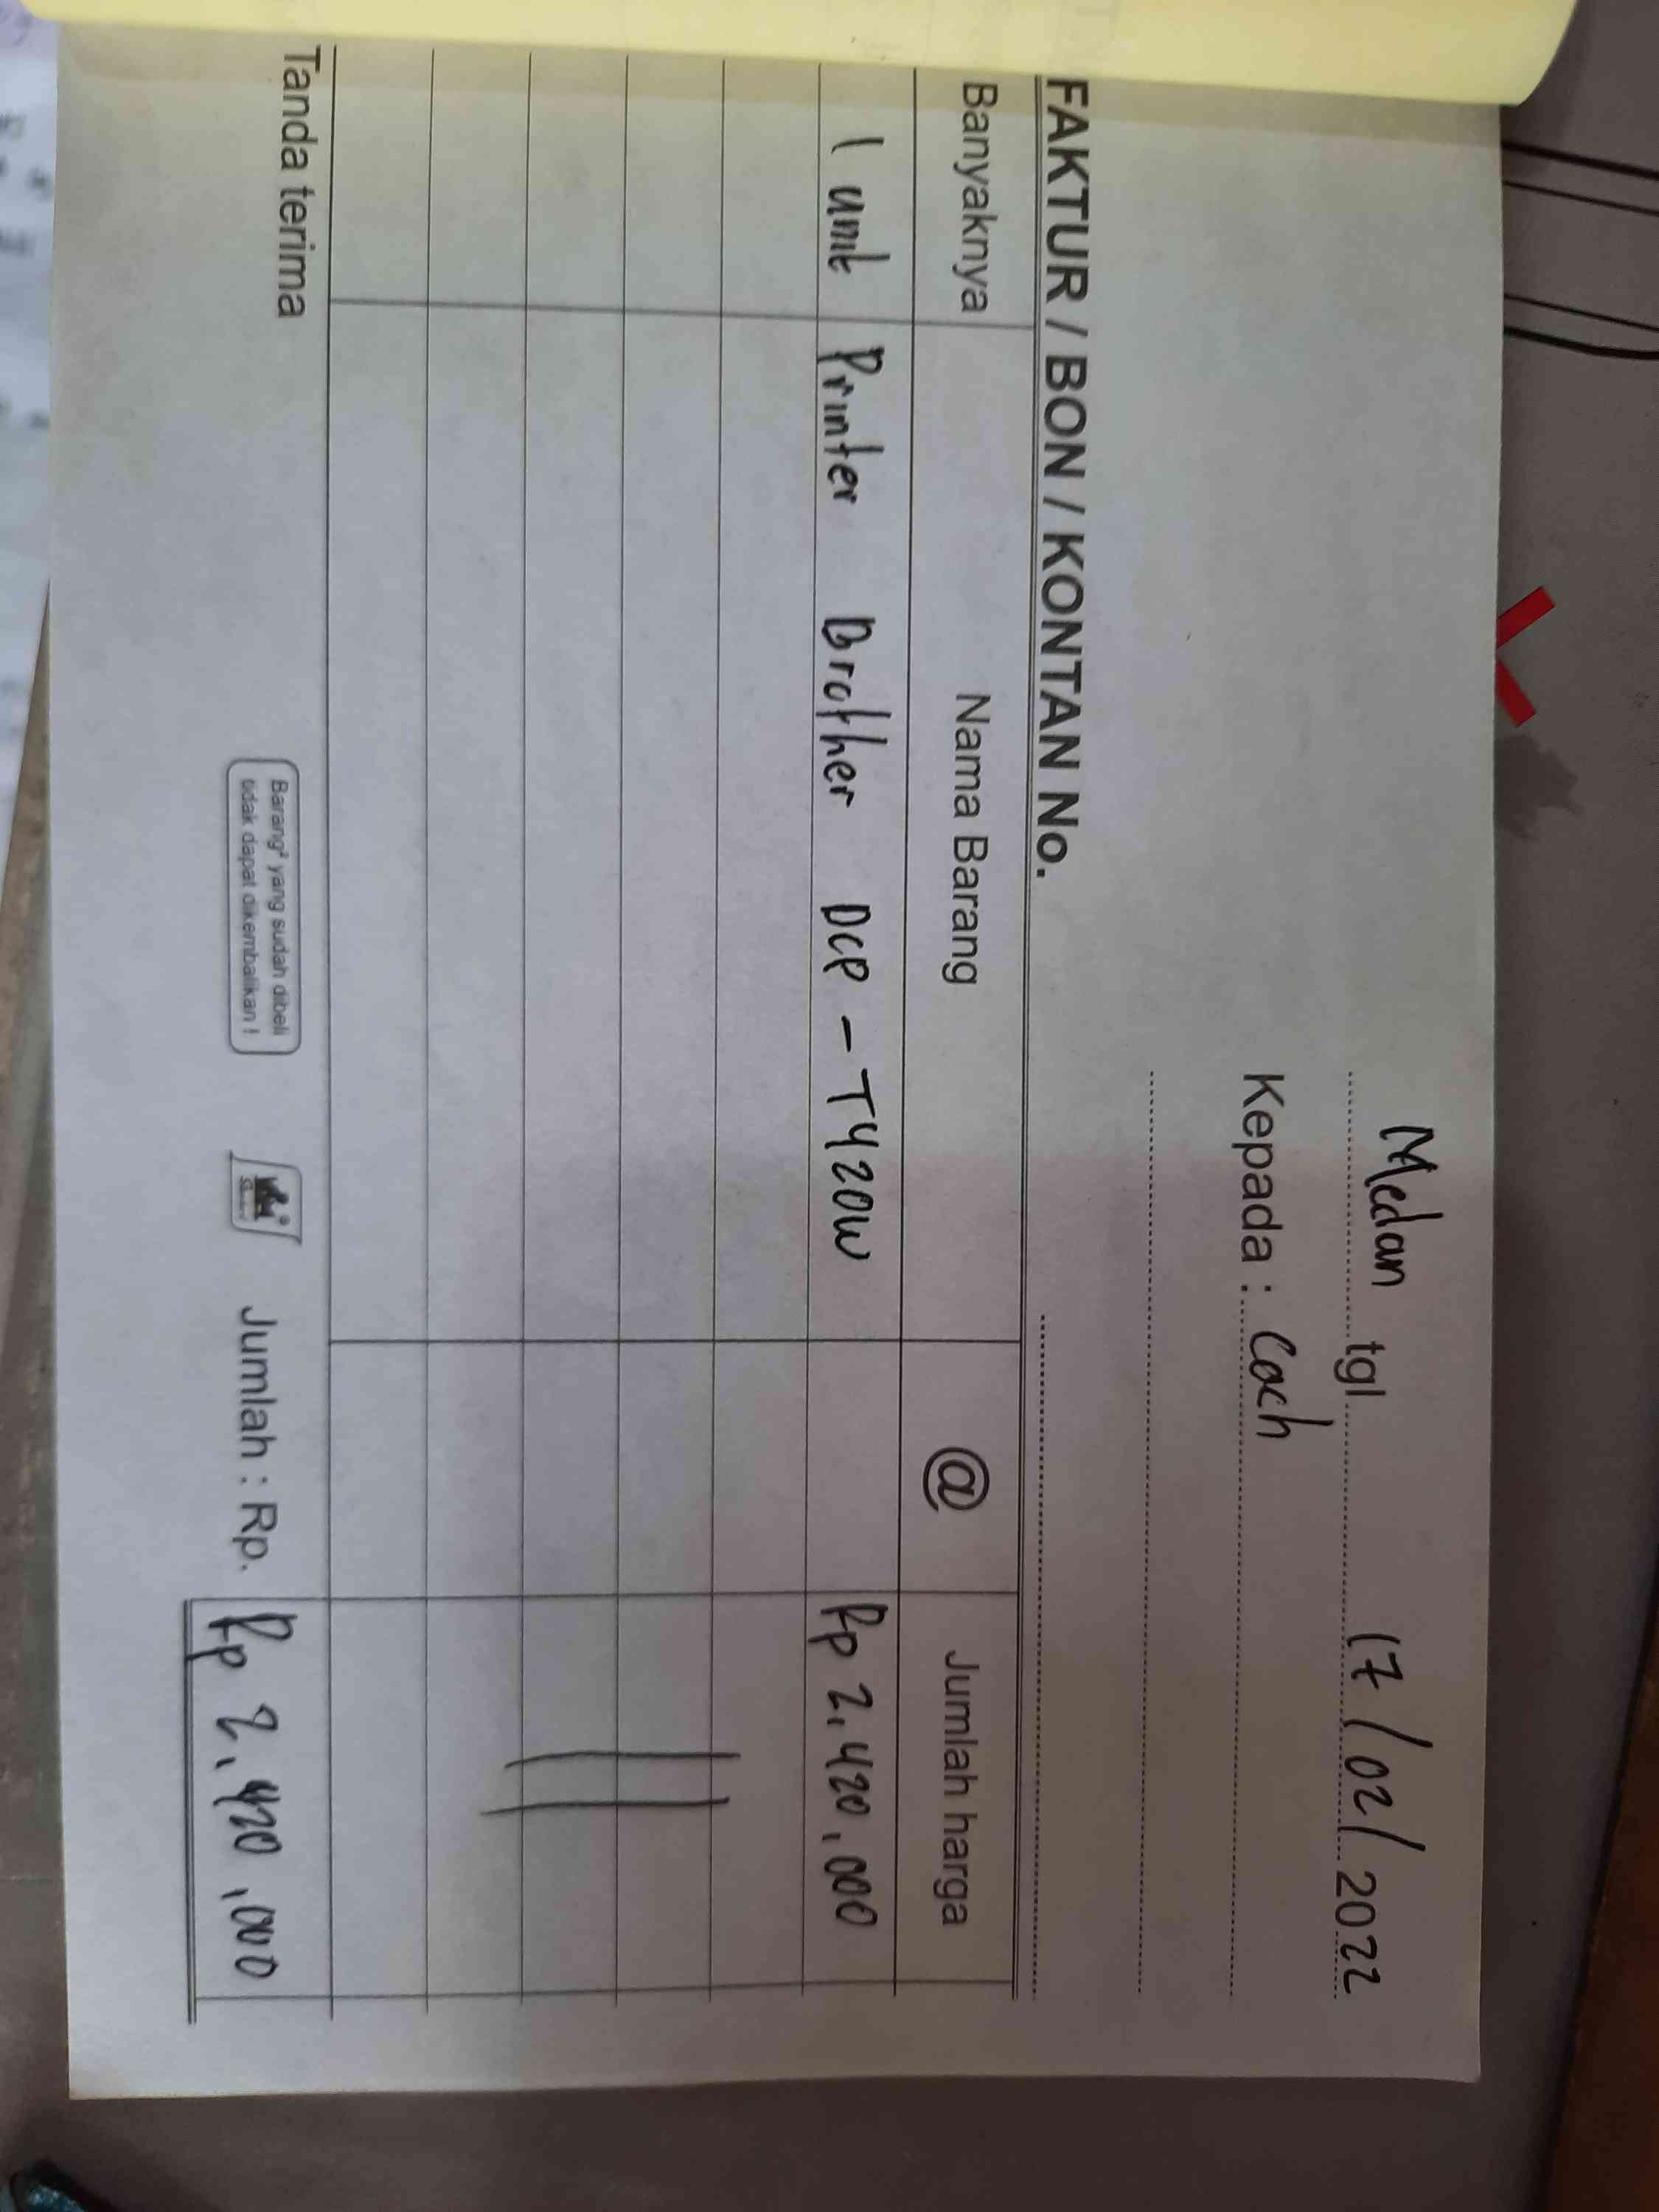 Medan tgl 17/02/2022
Kepada : Cach
FAKTUR / BON / KONTAN No.
Banyaknya Nama Barang @ Jumlah harga
1 unit Printer Brother DCP - T420W Rp 2.420.000
Tanda terima
Barang² yang sudah dibeli
tidak dapat dikembalikan !
Jumlah : Rp. Rp 2.420.000